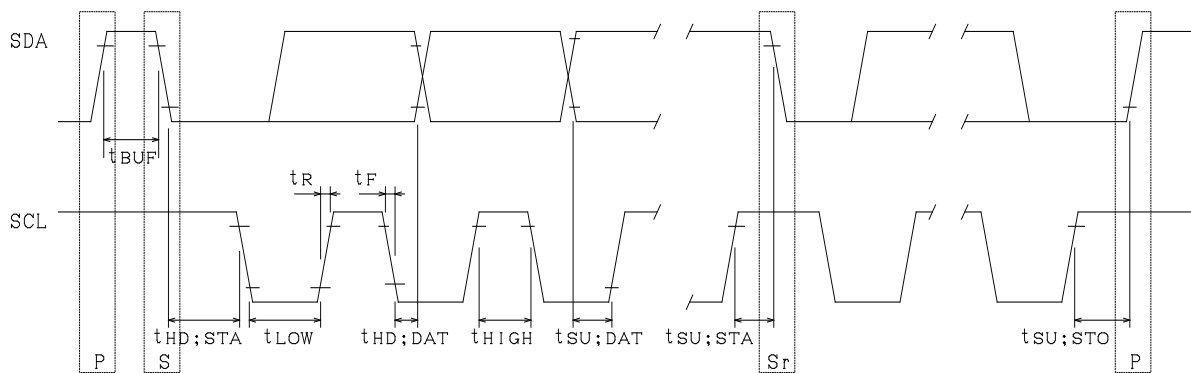 SDA
tBUF
tR
tF
SCL
tHD;STA
tLOW
tHD;DAT
tHIGH
tSU;DAT
tSU;STA
tSU;STO
P
S
Sr
P